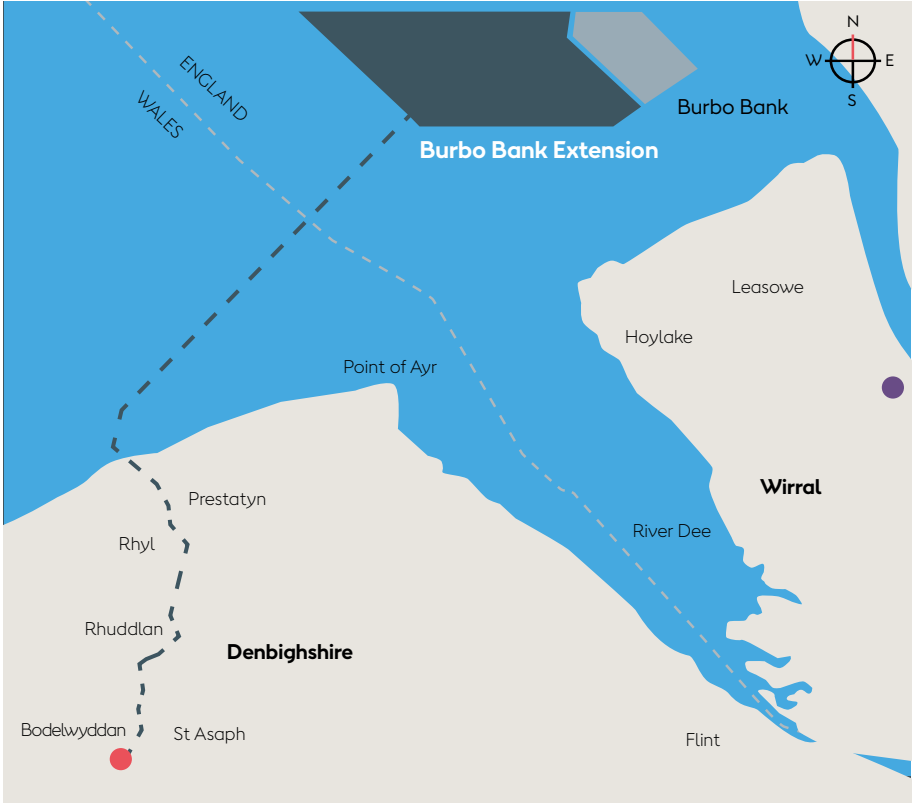 N
W
E
S
ENGLAND
WALES
Burbo Bank
Burbo Bank Extension
Leasowe
Hoylake
Point of Ayr
Wirral
Prestatyn
River Dee
Rhyl
Rhuddlan
Denbighshire
Bodelwyddan
St Asaph
Flint